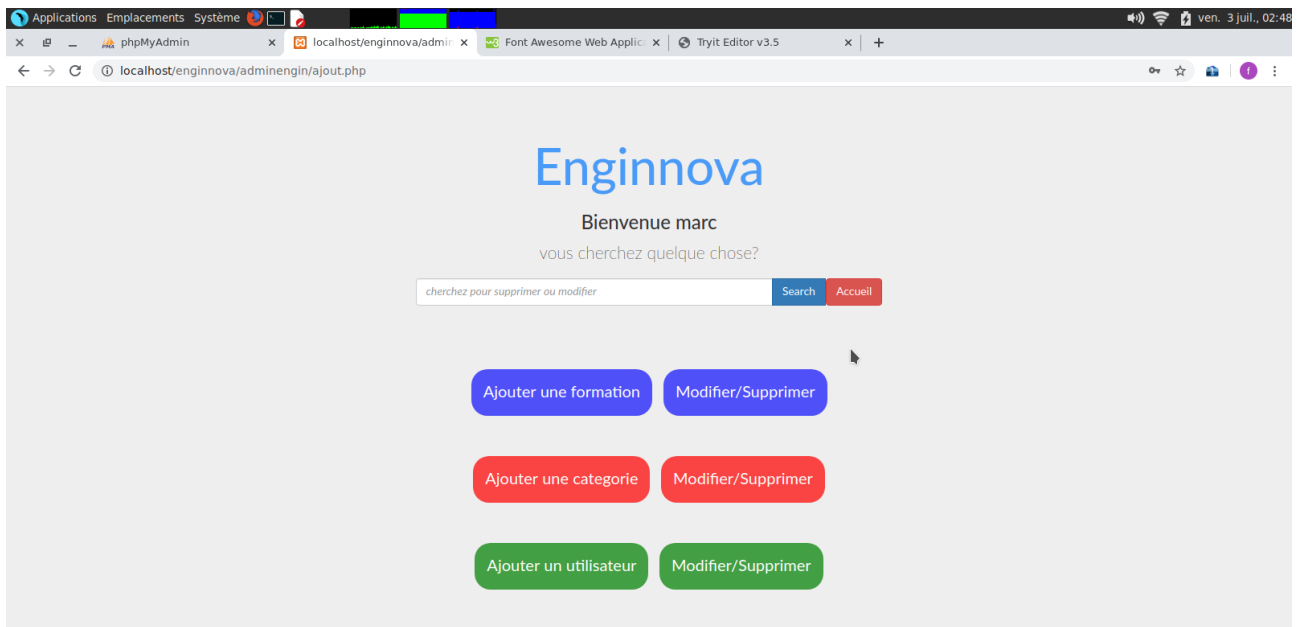 Applications Emplacements Système ven. 3 juil., 02:48
phpMyAdmin localhost/enginnova/admin Font Awesome Web Applic Tryit Editor v3.5
localhost/enginnova/adminengin/ajout.php f
Enginnova
Bienvenue marc
vous cherchez quelque chose?
cherchez pour supprimer ou modifier Search Accueil
Ajouter une formation Modifier/Supprimer
Ajouter une categorie Modifier/Supprimer
Ajouter un utilisateur Modifier/Supprimer